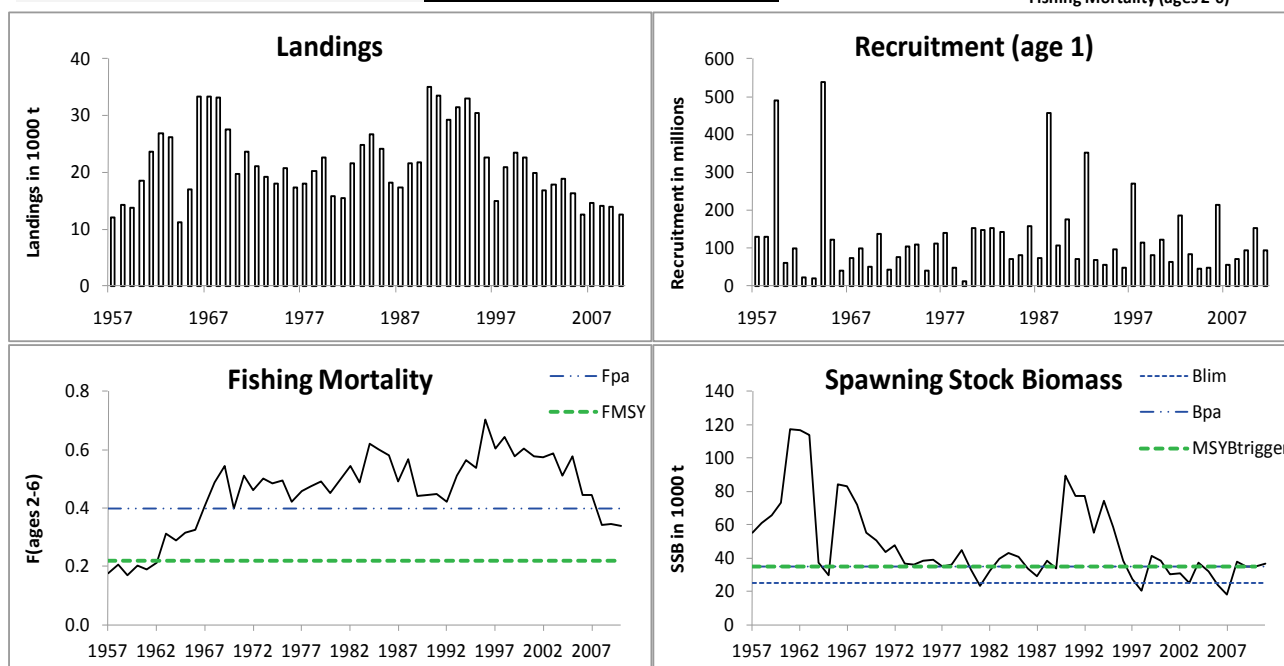 Fishing Mortality (ages 2-6)
Landings
Landings in 1000 t
40
30
20
10
0
1957 1967 1977 1987 1997 2007
Recruitment (age 1)
Recruitment in millions
600
500
400
300
200
100
0
1957 1967 1977 1987 1997 2007
Fishing Mortality
Fpa
FMSY
F(ages 2-6)
0.8
0.6
0.4
0.2
0.0
1957 1962 1967 1972 1977 1982 1987 1992 1997 2002 2007
Spawning Stock Biomass
Blim
Bpa
MSYBtrigger
SSB in 1000 t
140
120
100
80
60
40
20
0
1957 1962 1967 1972 1977 1982 1987 1992 1997 2002 2007